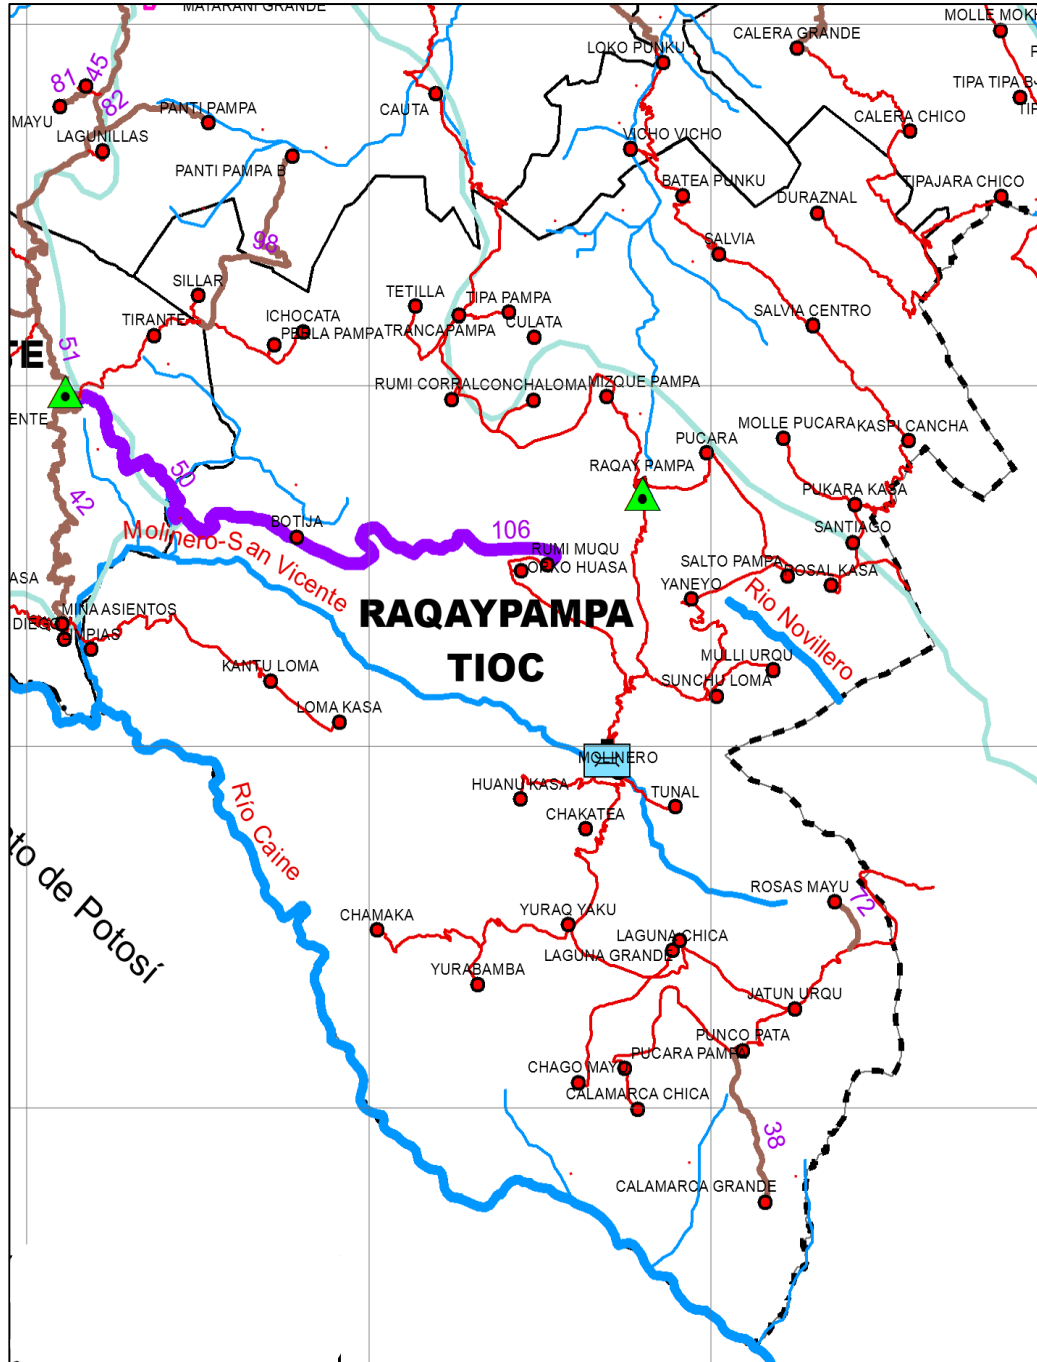 MATARANI GRANDE
MOLLE MOKH
CALERA GRANDE
LOKO PUNKU
81
45
82
TIPA TIPA B
MAYU
PANTI PAMPA
CAUTA
CALERA CHICO
LAGUNILLAS
VICHO VICHO
PANTI PAMPA B
BATEA PUNKU
DURAZNAL
TIPAJARA CHICO
98
SALVIA
SILLAR
TETILLA
TIPA PAMPA
TIRANTE
ICHOCATA
PERLA PAMPA
TRANCAPAMPA
CULATA
SALVIA CENTRO
51
TE
RUMI CORRAL
CONCHALOMA
MIZQUE PAMPA
ENTE
MOLLE PUCARA
KASPI CANCHA
PUCARA
RAQAY PAMPA
50
42
PUKARA KASA
BOTIJA
106
SANTIAGO
Molinero-San Vicente
RUMI MUQU
ORKO HUASA
SALTO PAMPA
ROSAL KASA
ASA
YANEYO
MINA ASIENTOS
DIEGO
RAQAYPAMPA
TIOC
Río Novillero
KANTU LOMA
MULLI URQU
SUNCHU LOMA
LOMA KASA
MOLINERO
HUANU KASA
TUNAL
CHAKATEA
Río Caine
to de Potosí
ROSAS MAYU
72
CHAMAKA
YURAQ YAKU
LAGUNA CHICA
LAGUNA GRANDE
YURABAMBA
JATUN URQU
PUNCO PATA
PUCARA PAMPA
CHAGO MAYU
CALAMARCA CHICA
38
CALAMARCA GRANDE